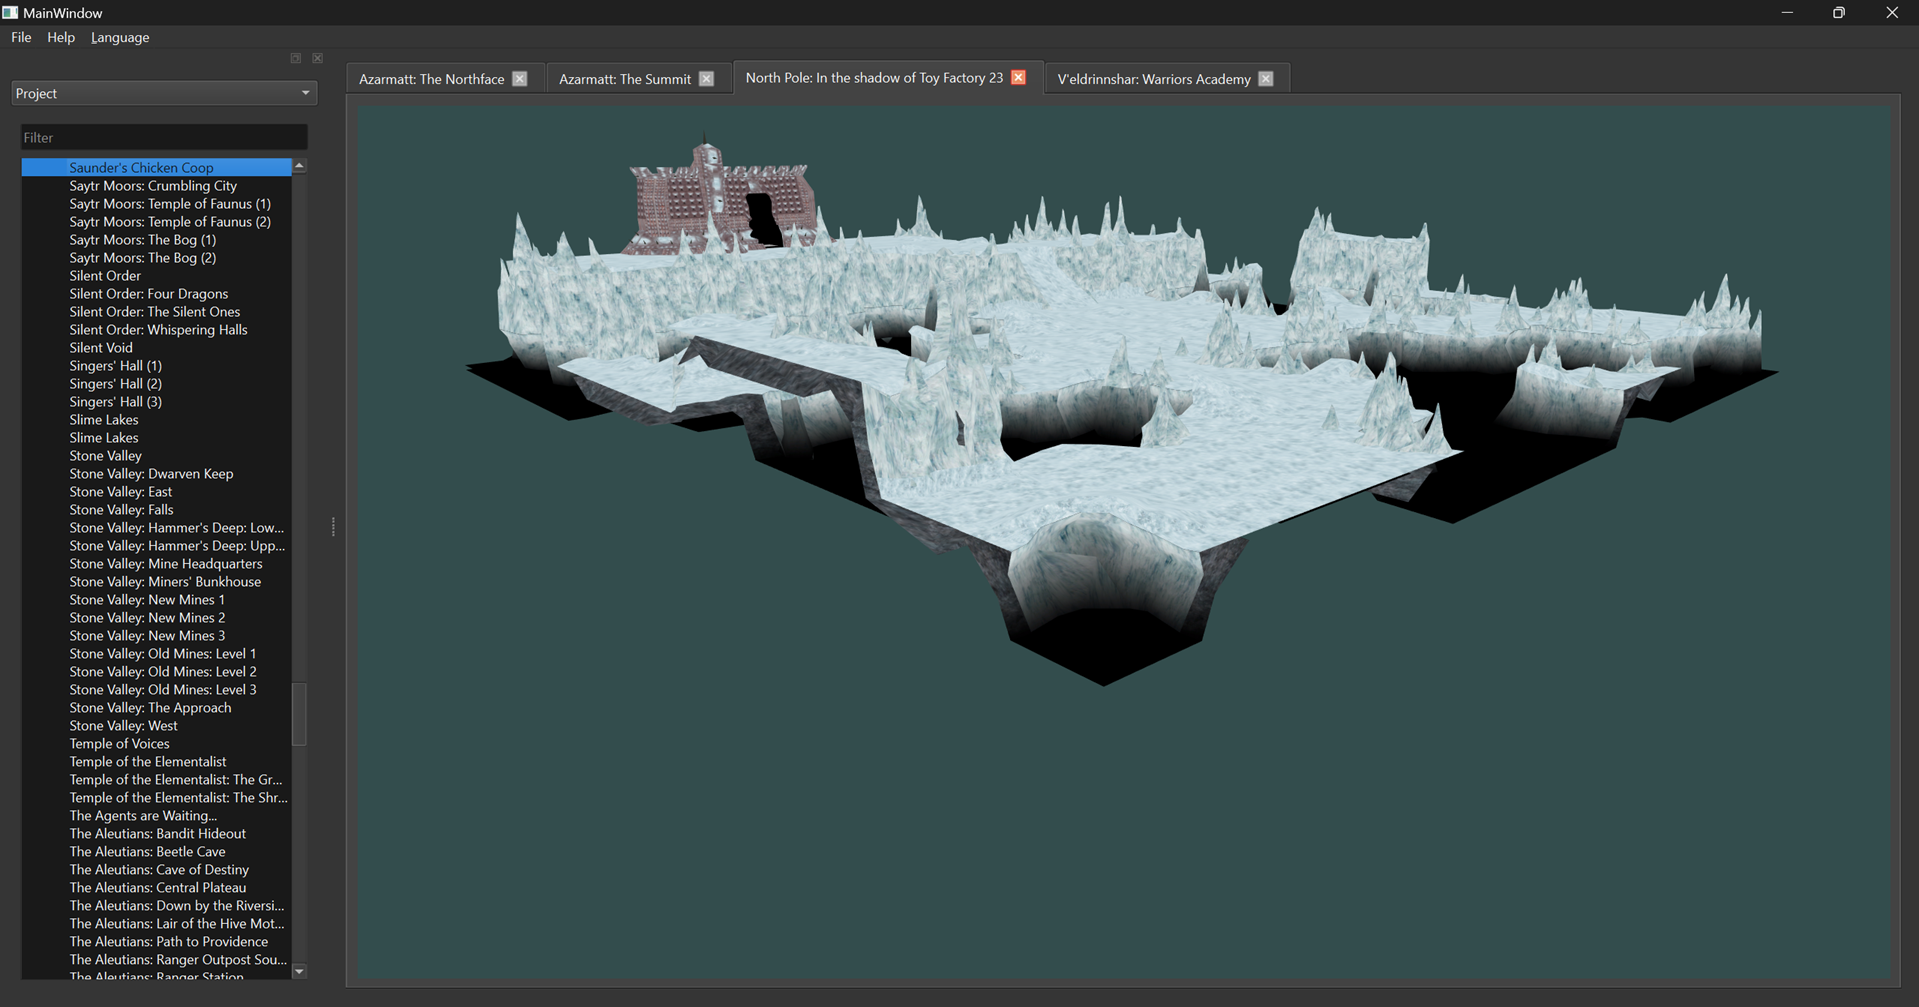 MainWindow
File Help Language
Project
Filter
Saunder's Chicken Coop
Saytr Moors: Crumbling City
Saytr Moors: Temple of Faunus (1)
Saytr Moors: Temple of Faunus (2)
Saytr Moors: The Bog (1)
Saytr Moors: The Bog (2)
Silent Order
Silent Order: Four Dragons
Silent Order: The Silent Ones
Silent Order: Whispering Halls
Silent Void
Singers' Hall (1)
Singers' Hall (2)
Singers' Hall (3)
Slime Lakes
Slime Lakes
Stone Valley
Stone Valley: Dwarven Keep
Stone Valley: East
Stone Valley: Falls
Stone Valley: Hammer's Deep: Low...
Stone Valley: Hammer's Deep: Upp...
Stone Valley: Mine Headquarters
Stone Valley: Miners' Bunkhouse
Stone Valley: New Mines 1
Stone Valley: New Mines 2
Stone Valley: New Mines 3
Stone Valley: Old Mines: Level 1
Stone Valley: Old Mines: Level 2
Stone Valley: Old Mines: Level 3
Stone Valley: The Approach
Stone Valley: West
Temple of Voices
Temple of the Elementalist
Temple of the Elementalist: The Gr...
Temple of the Elementalist: The Shr...
The Agents are Waiting...
The Aleutians: Bandit Hideout
The Aleutians: Beetle Cave
The Aleutians: Cave of Destiny
The Aleutians: Central Plateau
The Aleutians: Down by the Riversi...
The Aleutians: Lair of the Hive Mot...
The Aleutians: Path to Providence
The Aleutians: Ranger Outpost Sou...
The Aleutians: Ranger Station
Azarmatt: The Northface
Azarmatt: The Summit
North Pole: In the shadow of Toy Factory 23
V'eldrinnshar: Warriors Academy